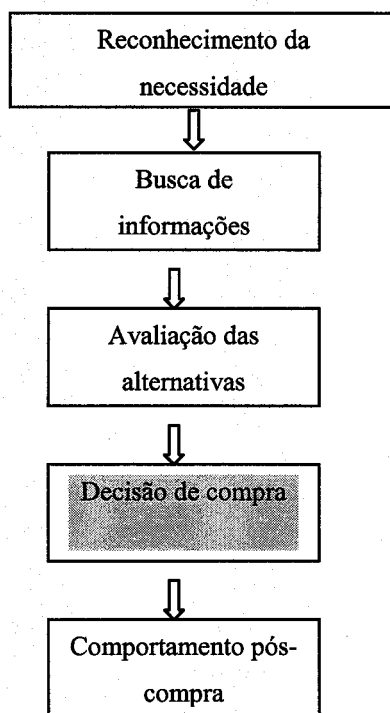 Reconhecimento da
necessidade
Busca de
informações
Avaliação das
alternativas
Decisão de compra
Comportamento pós-
compra